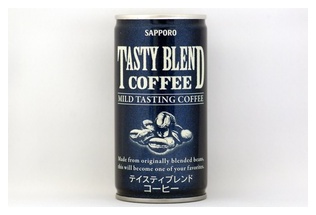 SAPPORO
TASTY BLEND
COFFEE
MILD TASTING COFFEE
Made from originally blended beans,
this will become one of your favorites.
テイスティブレンド
コーヒー